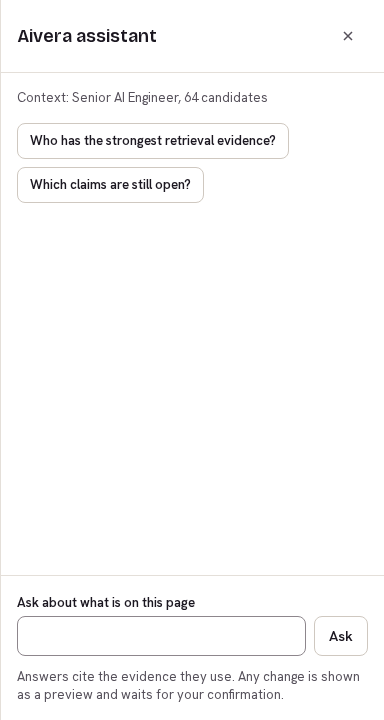 Aivera assistant
Context: Senior AI Engineer, 64 candidates
Who has the strongest retrieval evidence?
Which claims are still open?
Ask about what is on this page
Ask
Answers cite the evidence they use. Any change is shown
as a preview and waits for your confirmation.